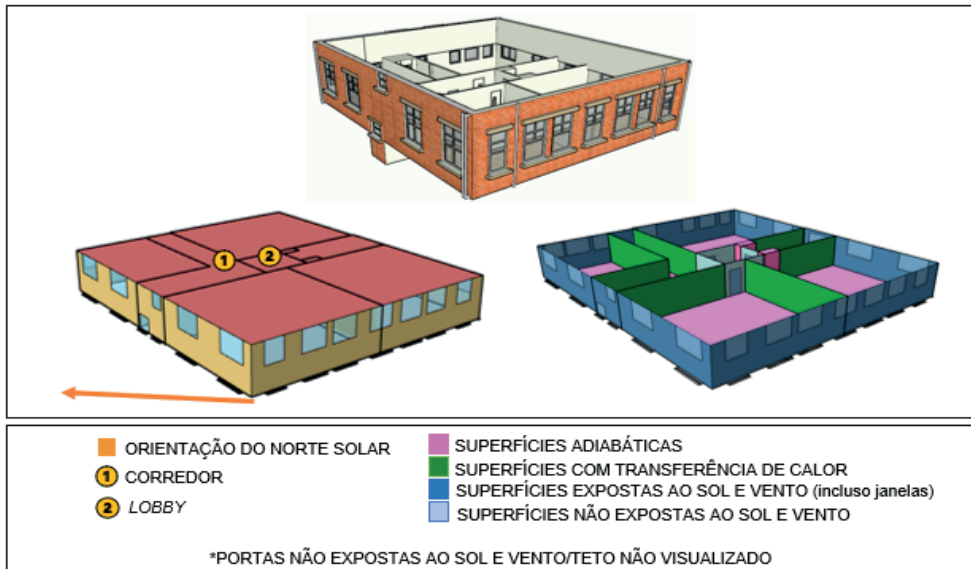 1
2
ORIENTAÇÃO DO NORTE SOLAR
1 CORREDOR
2 LOBBY
SUPERFÍCIES ADIABÁTICAS
SUPERFÍCIES COM TRANSFERÊNCIA DE CALOR
SUPERFÍCIES EXPOSTAS AO SOL E VENTO (incluso janelas)
SUPERFÍCIES NÃO EXPOSTAS AO SOL E VENTO
*PORTAS NÃO EXPOSTAS AO SOL E VENTO/TETO NÃO VISUALIZADO